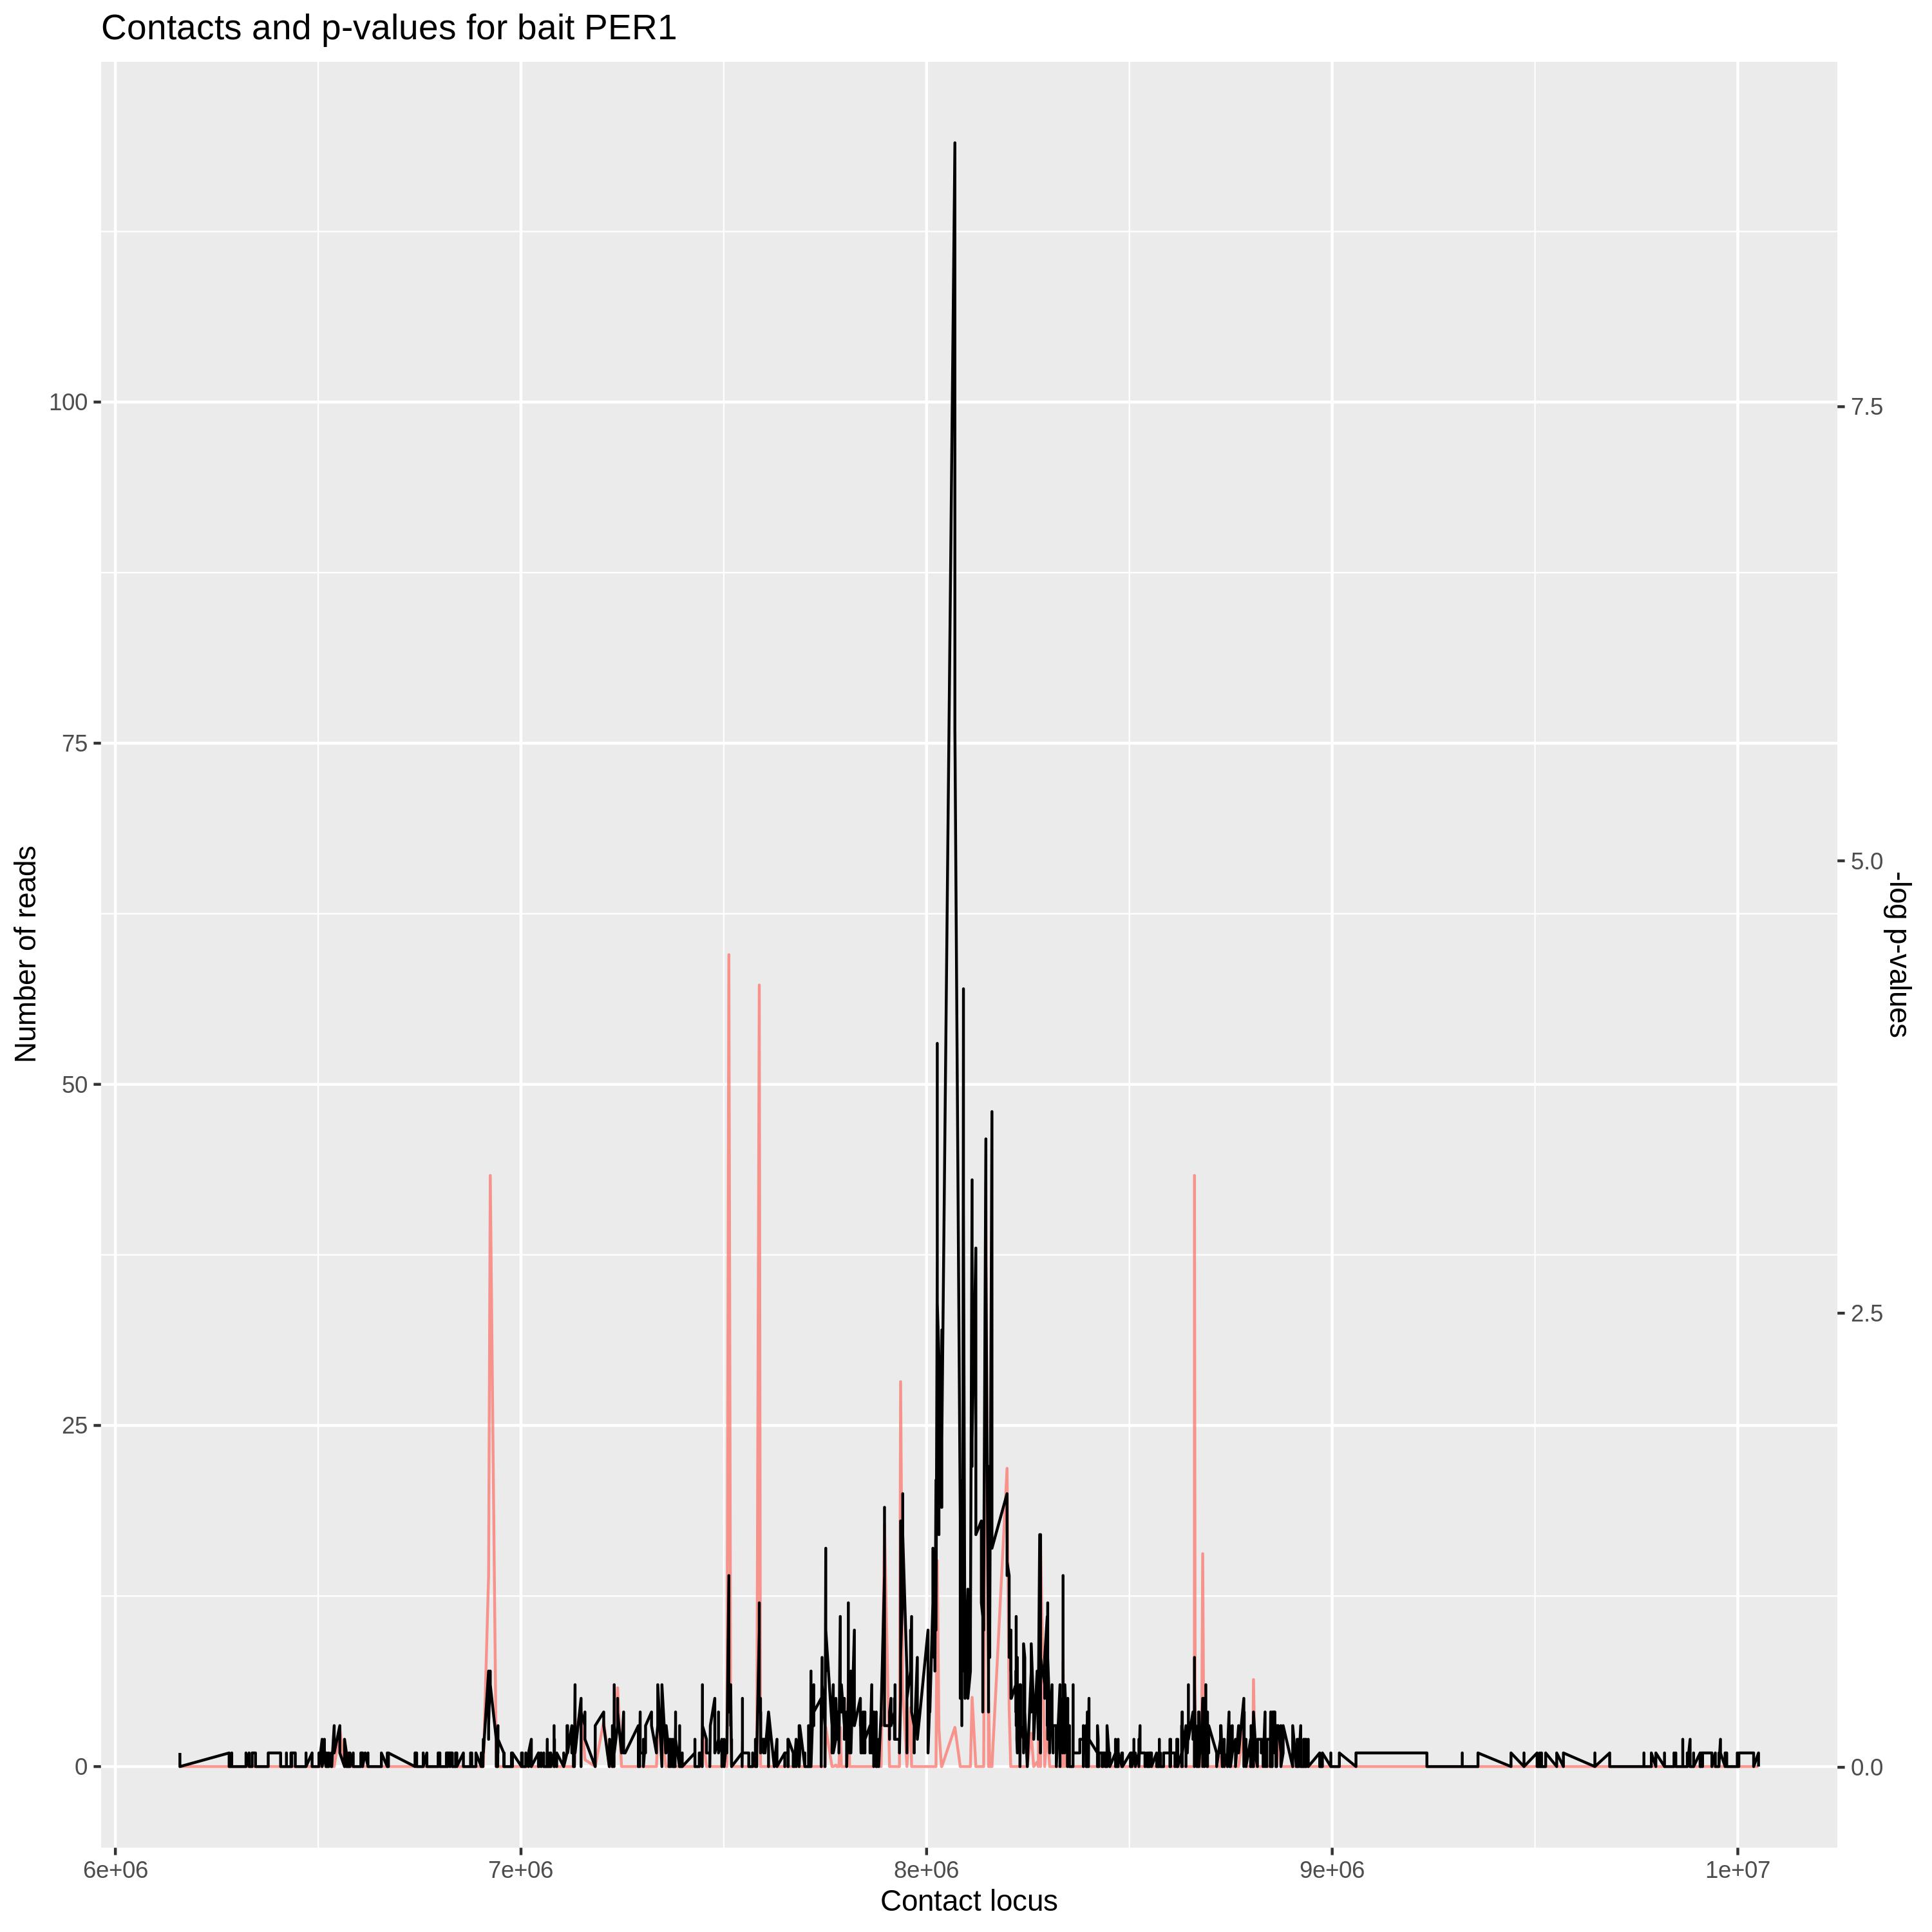 Contacts and p-values for bait PER1
100
75
50
25
0
Number of reads
7.5
5.0
2.5
0.0
-log p-values
6e+06
7e+06
8e+06
9e+06
1e+07
Contact locus